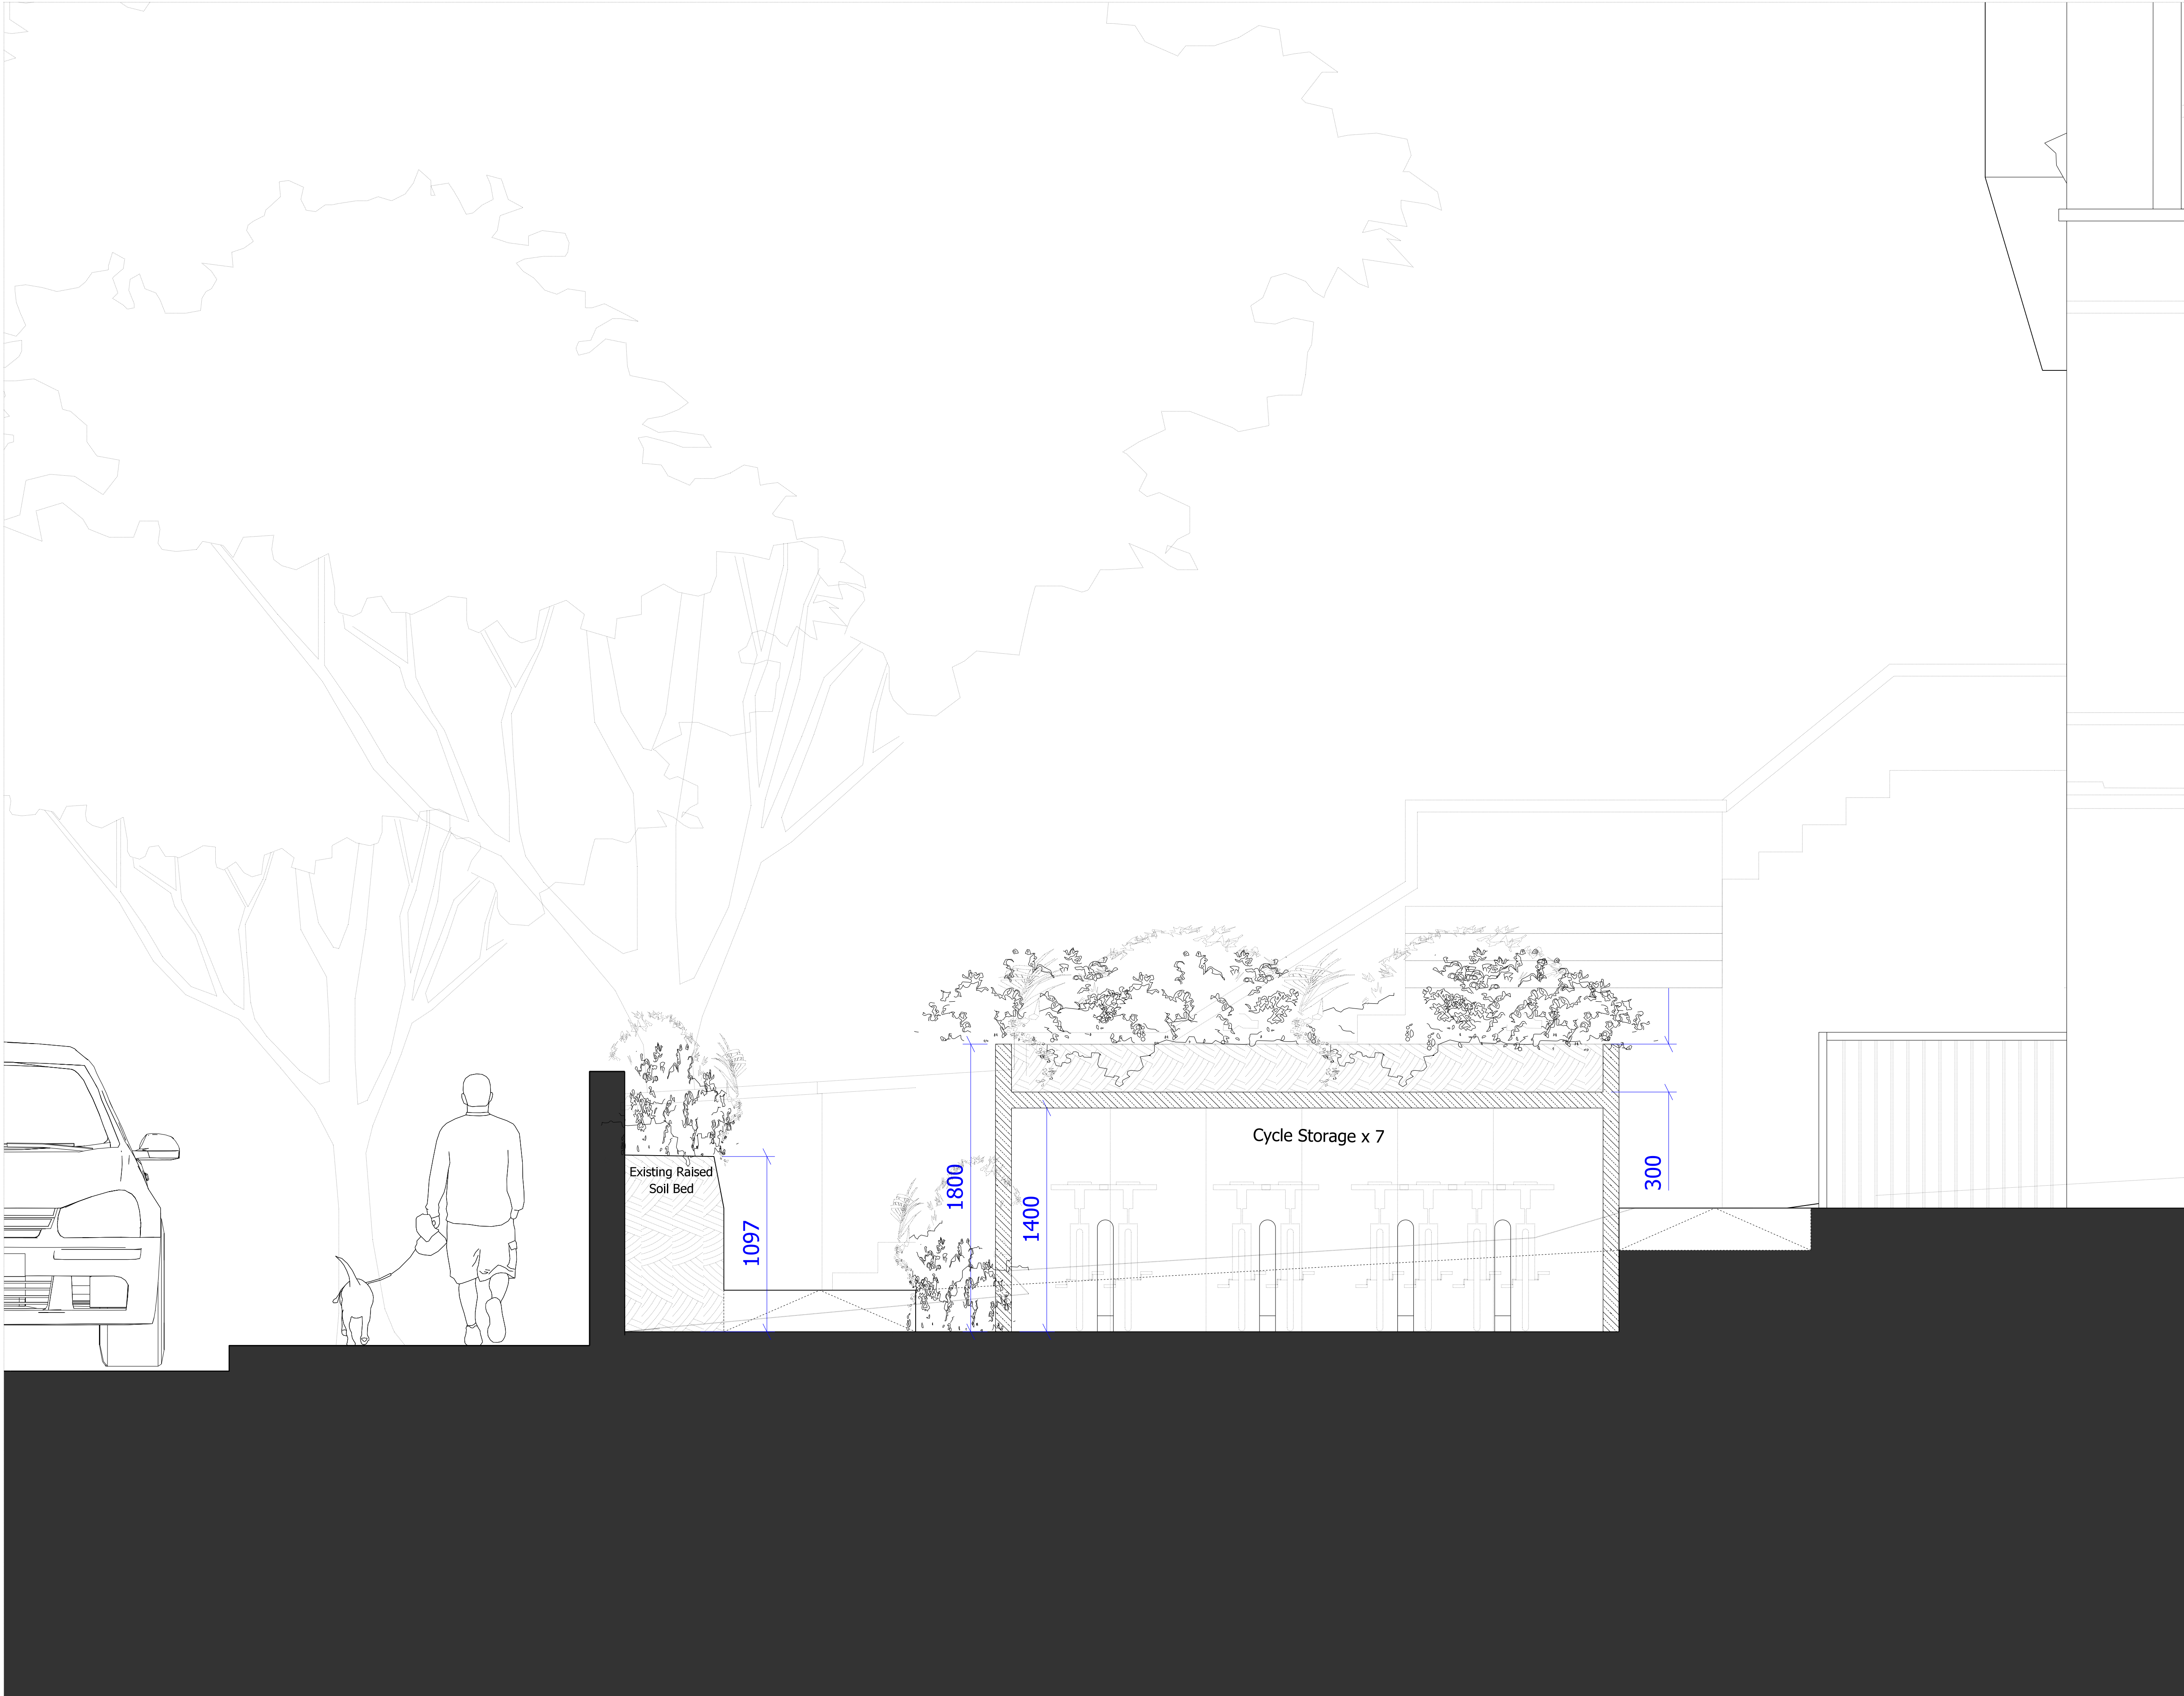 Cycle Storage x 7
Existing Raised
Soil Bed
1097
1800
1400
300